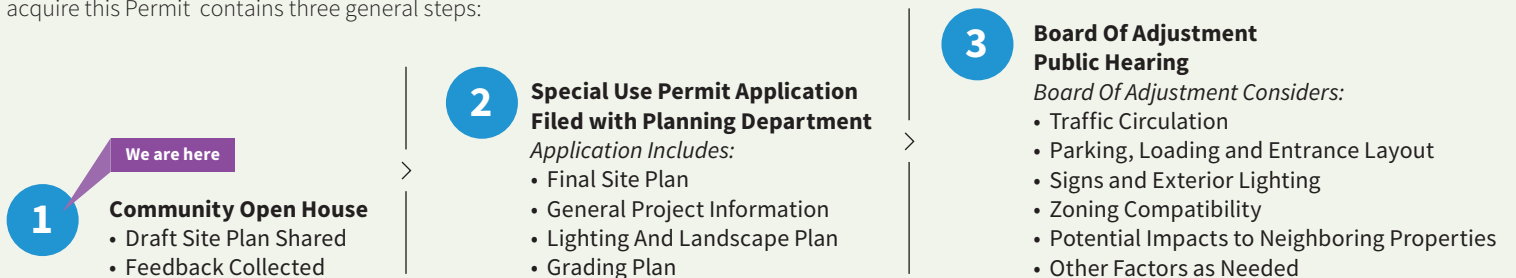 acquire this Permit contains three general steps:
We are here
1
Community Open House
• Draft Site Plan Shared
• Feedback Collected
2
Special Use Permit Application
Filed with Planning Department
Application Includes:
• Final Site Plan
• General Project Information
• Lighting And Landscape Plan
• Grading Plan
3
Board Of Adjustment
Public Hearing
Board Of Adjustment Considers:
• Traffic Circulation
• Parking, Loading and Entrance Layout
• Signs and Exterior Lighting
• Zoning Compatibility
• Potential Impacts to Neighboring Properties
• Other Factors as Needed